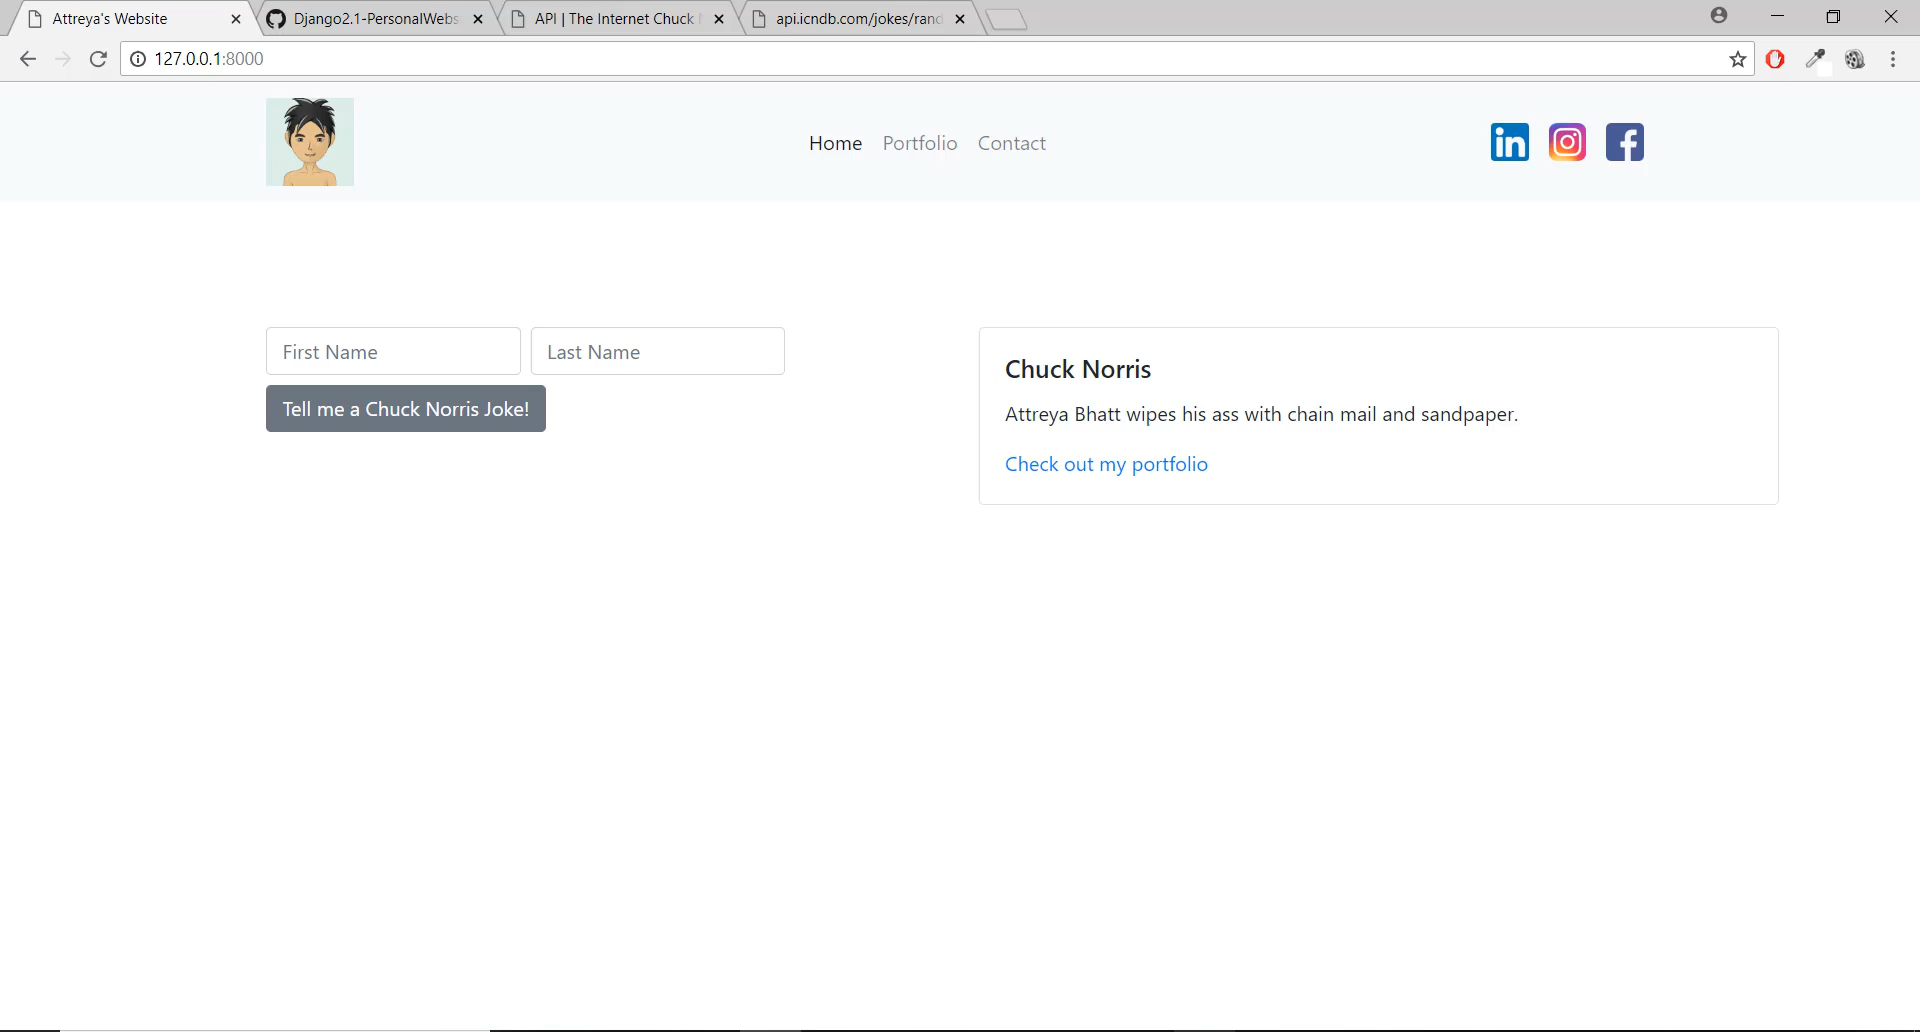 Attreya's Website
Django2.1-PersonalWebs
API | The Internet Chuck
api.icndb.com/jokes/rand
127.0.0.1:8000
Home Portfolio Contact
in
f
First Name Last Name
Tell me a Chuck Norris Joke!
Chuck Norris
Attreya Bhatt wipes his ass with chain mail and sandpaper.
Check out my portfolio